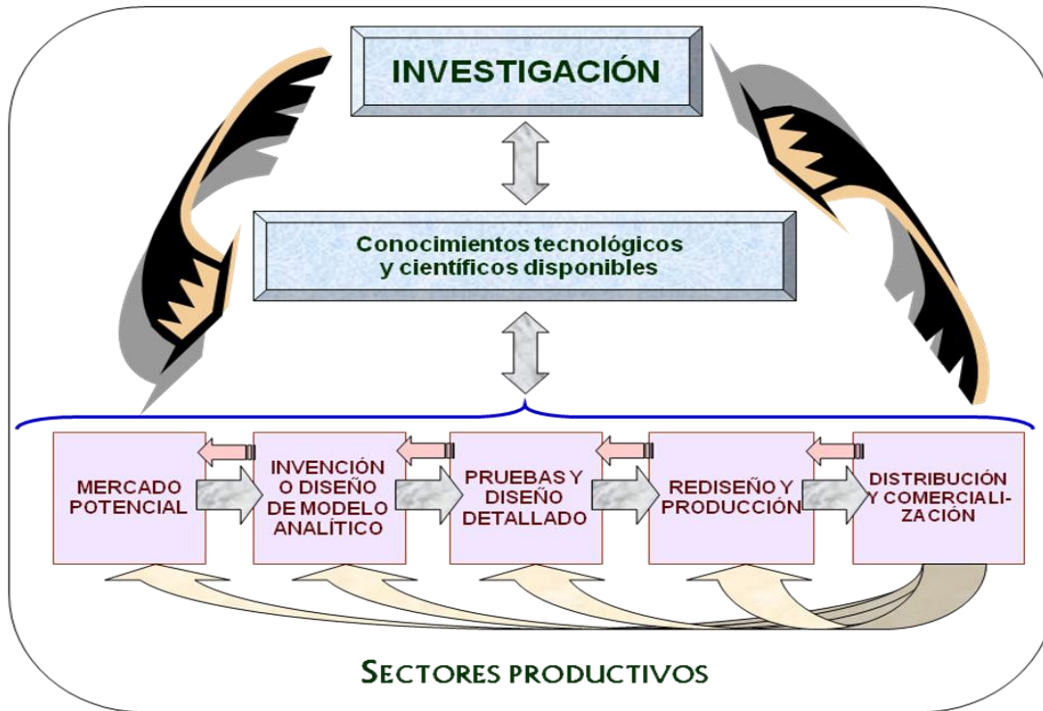 INVESTIGACIÓN
Conocimientos tecnológicos
y científicos disponibles
MERCADO
POTENCIAL
INVENCIÓN
O DISEÑO
DE MODELO
ANALÍTICO
PRUEBAS Y
DISEÑO
DETALLADO
REDISEÑO Y
PRODUCCIÓN
DISTRIBUCIÓN
Y COMERCIALI-
ZACIÓN
SECTORES PRODUCTIVOS